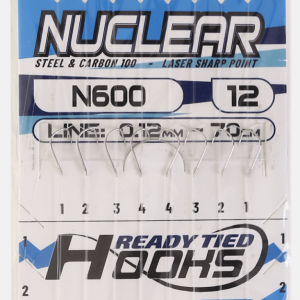 NUCLEAR
STEEL & CARBON 100 - LASER SHARP POINT
N600 12
LINE: 0.12MM - 70CM
1 2 3 4 4 3 2 1
READY TIED
HOOKS
1 1
2 2